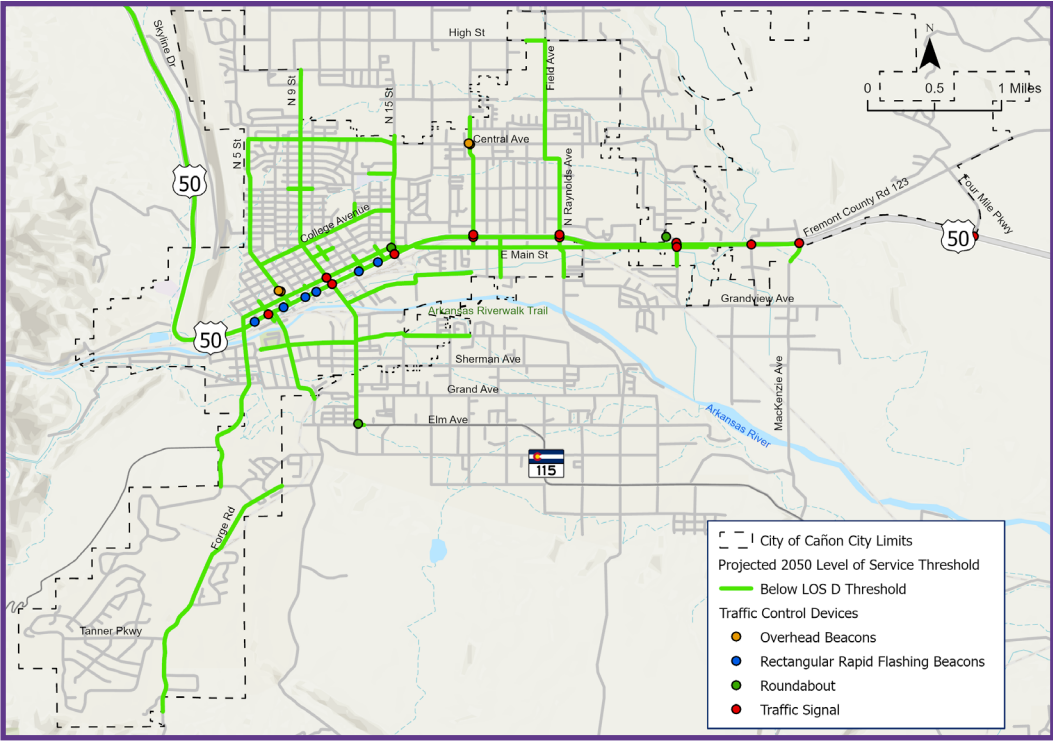 Skyline Dr
High St
N 9 St
N 15 St
Field Ave
N
0 0.5 1 Miles
Central Ave
N 5 St
N Raynolds Ave
50
College Avenue
Fremont County Rd 123
Four Mile Pkwy
50
E Main St
Grandview Ave
Arkansas Riverwalk Trail
50
Sherman Ave
MacKenzie Ave
Grand Ave
Elm Ave
Arkansas River
115
Forge Rd
Tanner Pkwy
City of Cañon City Limits
Projected 2050 Level of Service Threshold
Below LOS D Threshold
Traffic Control Devices
Overhead Beacons
Rectangular Rapid Flashing Beacons
Roundabout
Traffic Signal